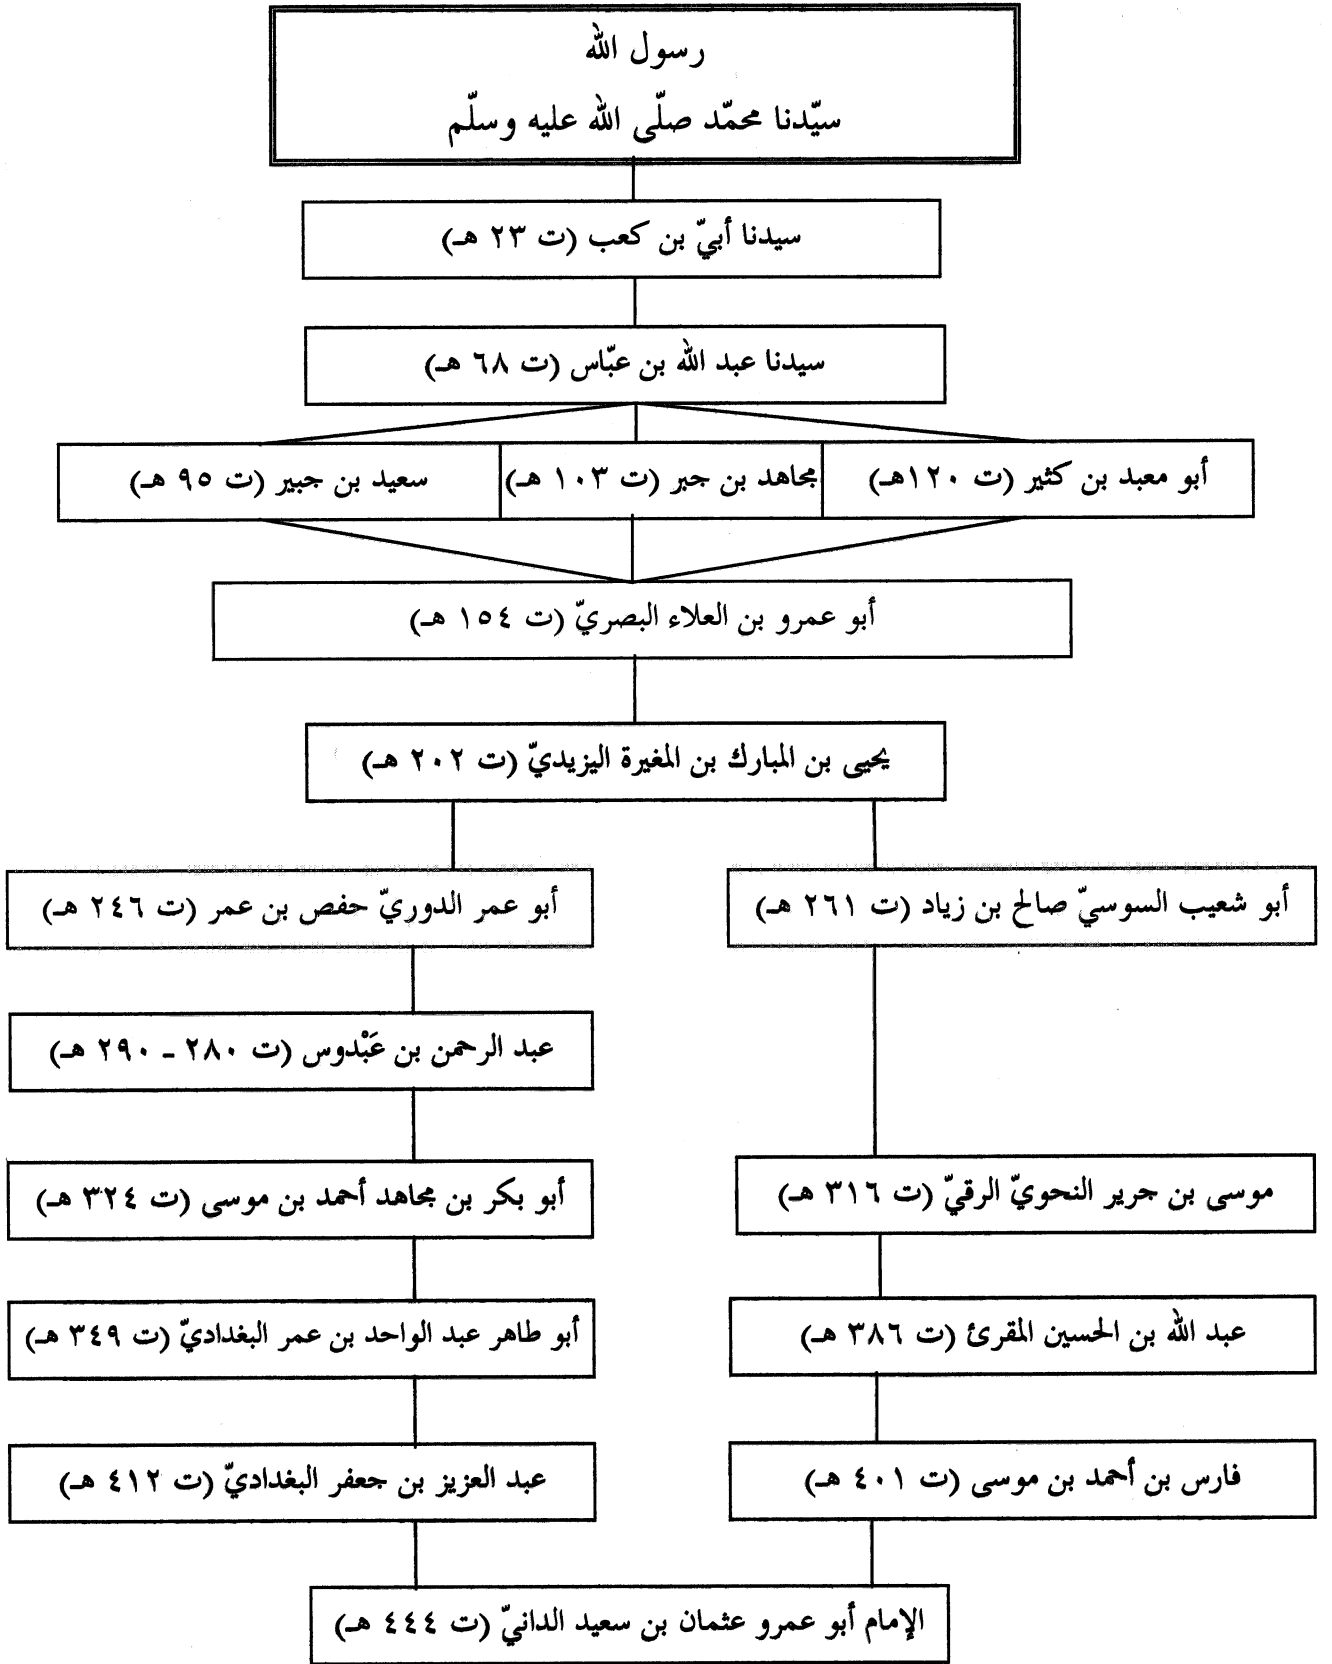 رسول الله
سيّدنا محمّد صلّى الله عليه وسلّم
سيدنا أبيّ بن كعب (ت ٢٣ هـ)
سيدنا عبد الله بن عبّاس (ت ٦٨ هـ)
أبو معبد بن كثير (ت ١٢٠هـ)
مجاهد بن جبر (ت ١٠٣ هـ)
سعيد بن جبير (ت ٩٥ هـ)
أبو عمرو بن العلاء البصريّ (ت ١٥٤ هـ)
يحيى بن المبارك بن المغيرة اليزيديّ (ت ٢٠٢ هـ)
أبو شعيب السوسيّ صالح بن زياد (ت ٢٦١ هـ)
أبو عمر الدوريّ حفص بن عمر (ت ٢٤٦ هـ)
عبد الرحمن بن عَبْدوس (ت ٢٨٠ - ٢٩٠ هـ)
موسى بن جرير النحويّ الرقيّ (ت ٣١٦ هـ)
أبو بكر بن مجاهد أحمد بن موسى (ت ٣٢٤ هـ)
عبد الله بن الحسين المقرئ (ت ٣٨٦ هـ)
أبو طاهر عبد الواحد بن عمر البغداديّ (ت ٣٤٩ هـ)
فارس بن أحمد بن موسى (ت ٤٠١ هـ)
عبد العزيز بن جعفر البغداديّ (ت ٤١٢ هـ)
الإمام أبو عمرو عثمان بن سعيد الدانيّ (ت ٤٤٤ هـ)